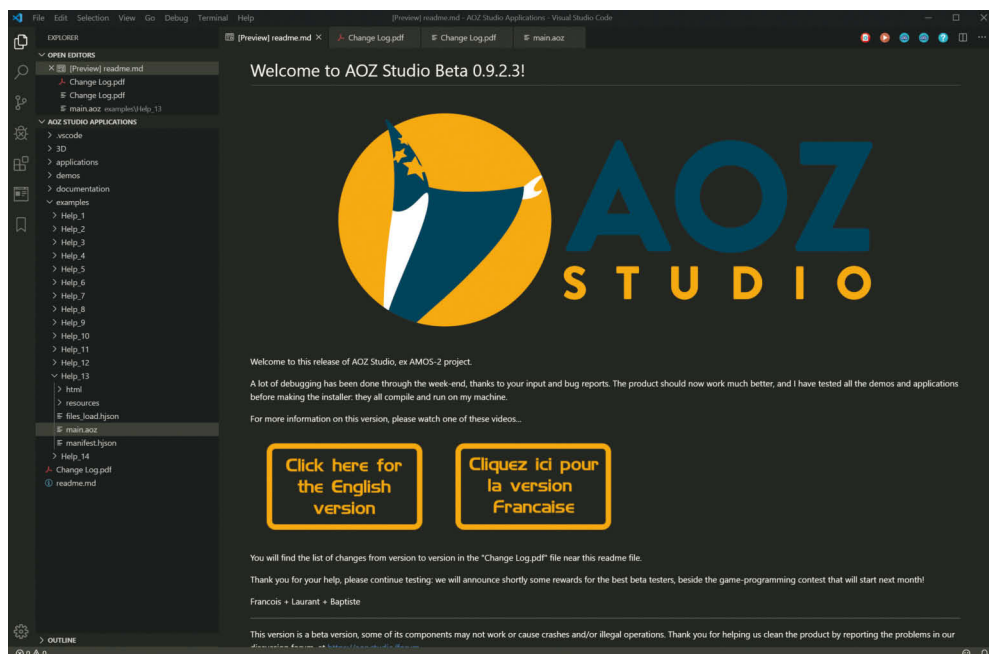 File Edit Selection View Go Debug Terminal Help
[Preview] readme.md - AOZ Studio Applications - Visual Studio Code
EXPLORER
OPEN EDITORS
[Preview] readme.md
Change Log.pdf
Change Log.pdf
main.aoz examples\Help_13
AOZ STUDIO APPLICATIONS
.vscode
3D
applications
demos
documentation
examples
Help_1
Help_2
Help_3
Help_4
Help_5
Help_6
Help_7
Help_8
Help_9
Help_10
Help_11
Help_12
Help_13
html
resources
files_load.hjson
main.aoz
manifest.hjson
Help_14
Change Log.pdf
readme.md
OUTLINE
[Preview] readme.md
Change Log.pdf
Change Log.pdf
main.aoz
Welcome to AOZ Studio Beta 0.9.2.3!
AOZ
STUDIO
Welcome to this release of AOZ Studio, ex AMOS-2 project.
A lot of debugging has been done through the week-end, thanks to your input and bug reports. The product should now work much better, and I have tested all the demos and applications
before making the installer: they all compile and run on my machine.
For more information on this version, please watch one of these videos...
Click here for
the English
version
Cliquez ici pour
la version
Francaise
You will find the list of changes from version to version in the "Change Log.pdf" file near this readme file.
Thank you for your help, please continue testing: we will announce shortly some rewards for the best beta testers, beside the game-programming contest that will start next month!
Francois + Laurant + Baptiste
This version is a beta version, some of its components may not work or cause crashes and/or illegal operations. Thank you for helping us clean the product by reporting the problems in our